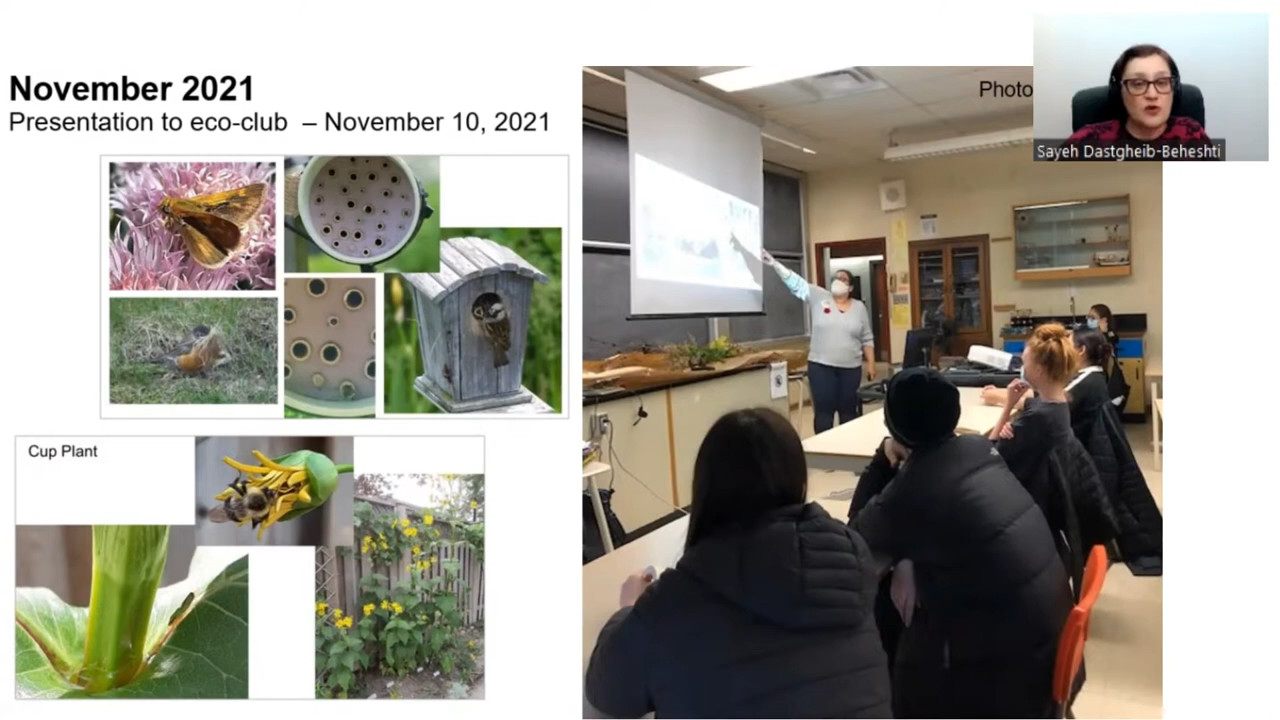 November 2021
Presentation to eco-club – November 10, 2021
Photo
Sayeh Dastgheib-Beheshti
Cup Plant